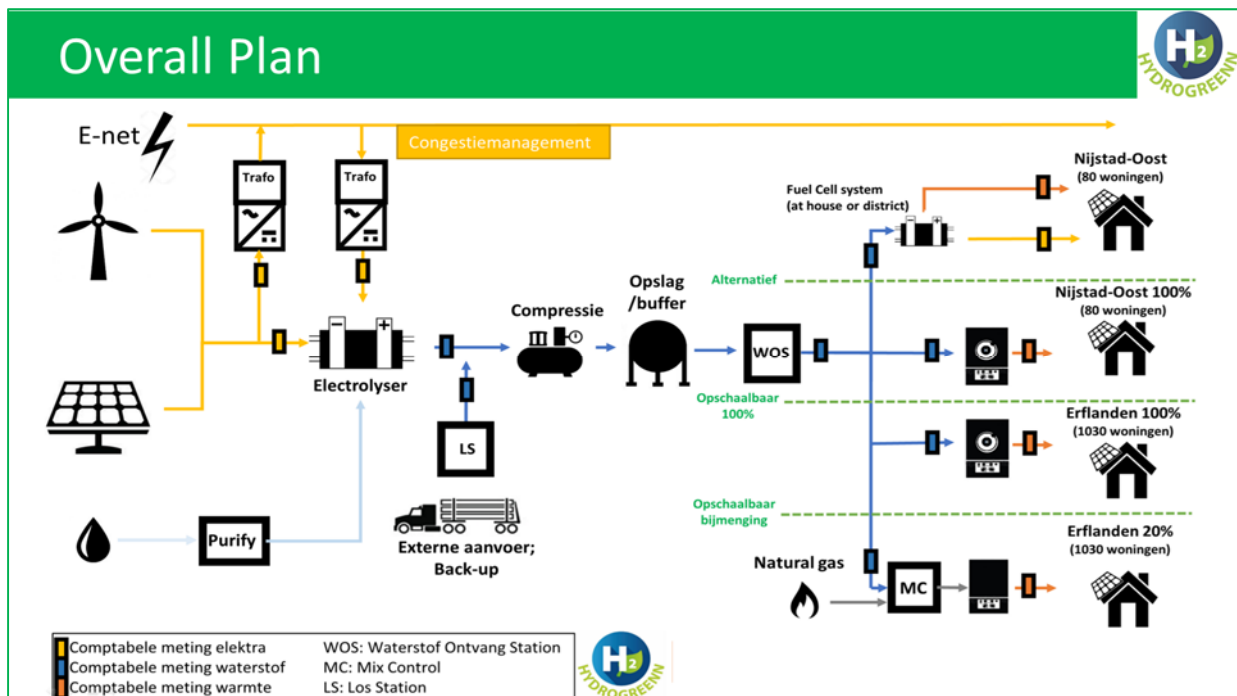 Overall Plan
H2
HYDROGREENN
E-net
Congestiemanagement
Trafo
Trafo
Fuel Cell system
(at house or district)
Nijstad-Oost
(80 woningen)
Alternatief
Nijstad-Oost 100%
(80 woningen)
Opslag
/buffer
Compressie
WOS
Electrolyser
Opschaalbaar
100%
Erflanden 100%
(1030 woningen)
LS
Opschaalbaar
bijmenging
Purify
Externe aanvoer;
Back-up
Natural gas
MC
Erflanden 20%
(1030 woningen)
Comptabele meting elektra
Comptabele meting waterstof
Comptabele meting warmte
WOS: Waterstof Ontvang Station
MC: Mix Control
LS: Los Station
H2
HYDROGREENN